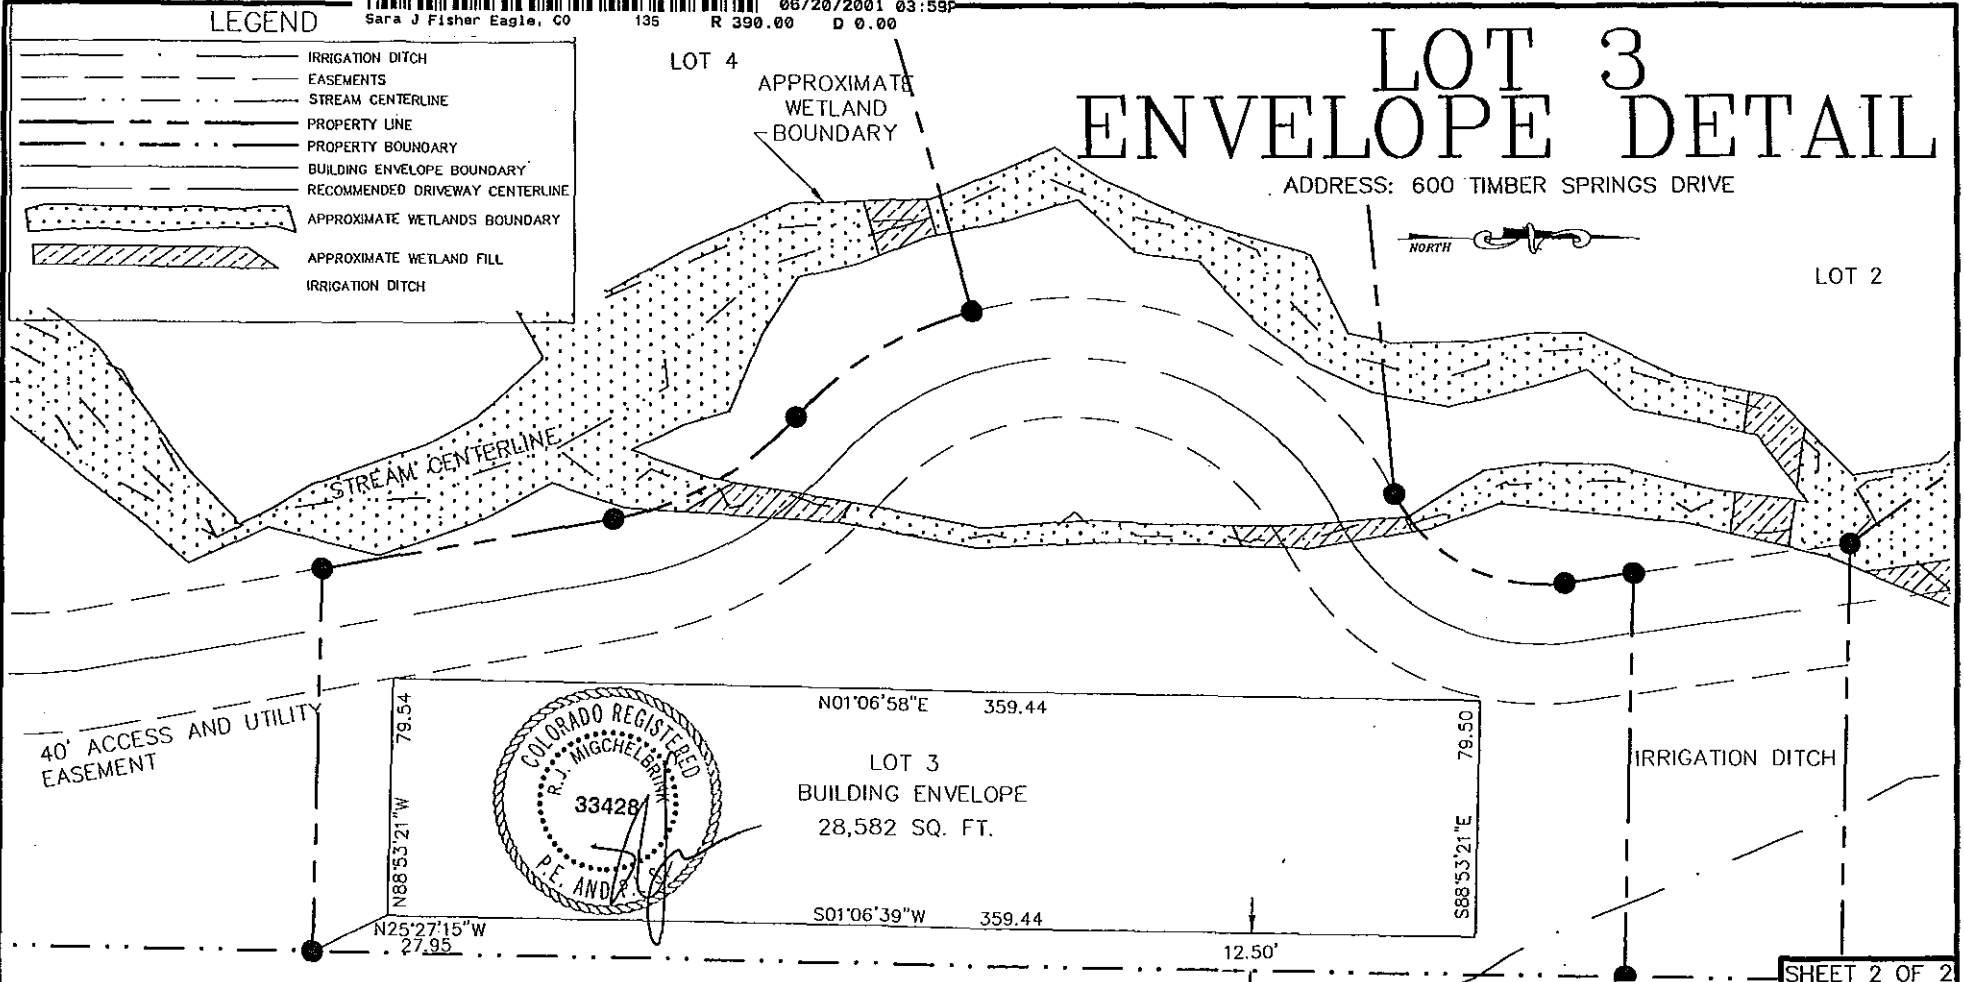 06/20/2001 03:59P
Sara J Fisher Eagle, CO 135 R 390.00 D 0.00
LEGEND
IRRIGATION DITCH
EASEMENTS
STREAM CENTERLINE
PROPERTY LINE
PROPERTY BOUNDARY
BUILDING ENVELOPE BOUNDARY
RECOMMENDED DRIVEWAY CENTERLINE
APPROXIMATE WETLANDS BOUNDARY
APPROXIMATE WETLAND FILL
IRRIGATION DITCH
LOT 4
APPROXIMATE
WETLAND
BOUNDARY
LOT 3
ENVELOPE DETAIL
ADDRESS: 600 TIMBER SPRINGS DRIVE
NORTH
LOT 2
STREAM CENTERLINE
40' ACCESS AND UTILITY
EASEMENT
N01°06'58"E 359.44
79.54
N88°53'21"W
COLORADO REGISTERED
R.J. MIGCHELBRINK
33428
P.E. AND
LOT 3
BUILDING ENVELOPE
28,582 SQ. FT.
79.50
S88°53'21"E
IRRIGATION DITCH
S01°06'39"W 359.44
N25°27'15"W
27.95
12.50'
SHEET 2 OF 2